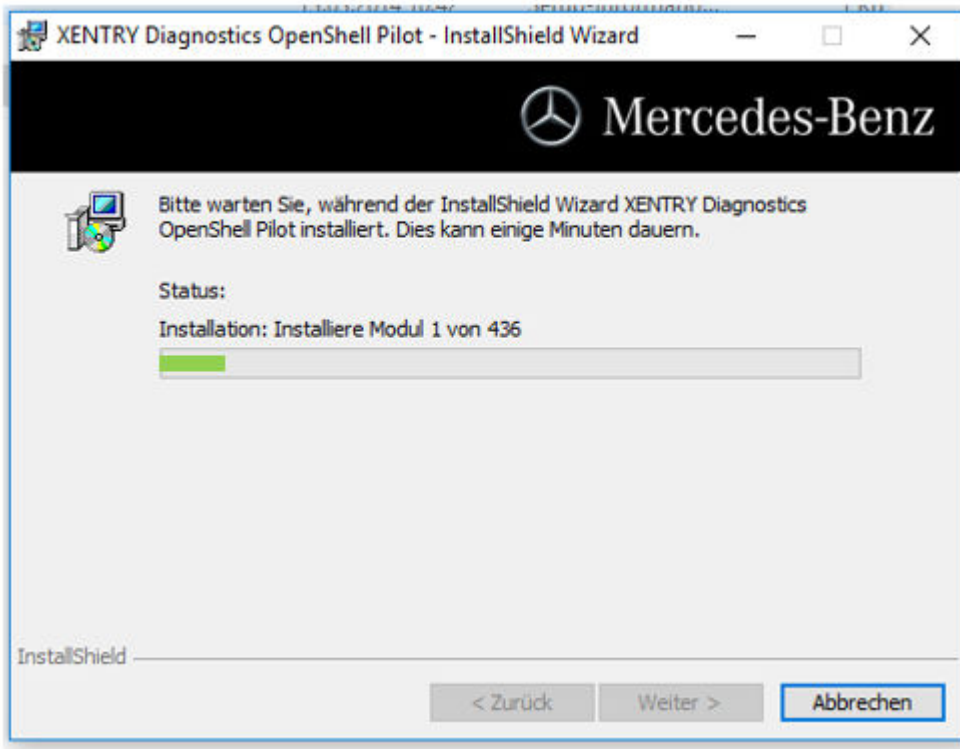 XENTRY Diagnostics OpenShell Pilot - InstallShield Wizard
Mercedes-Benz
Bitte warten Sie, während der InstallShield Wizard XENTRY Diagnostics
OpenShell Pilot installiert. Dies kann einige Minuten dauern.
Status:
Installation: Installiere Modul 1 von 436
InstallShield
< Zurück
Weiter >
Abbrechen